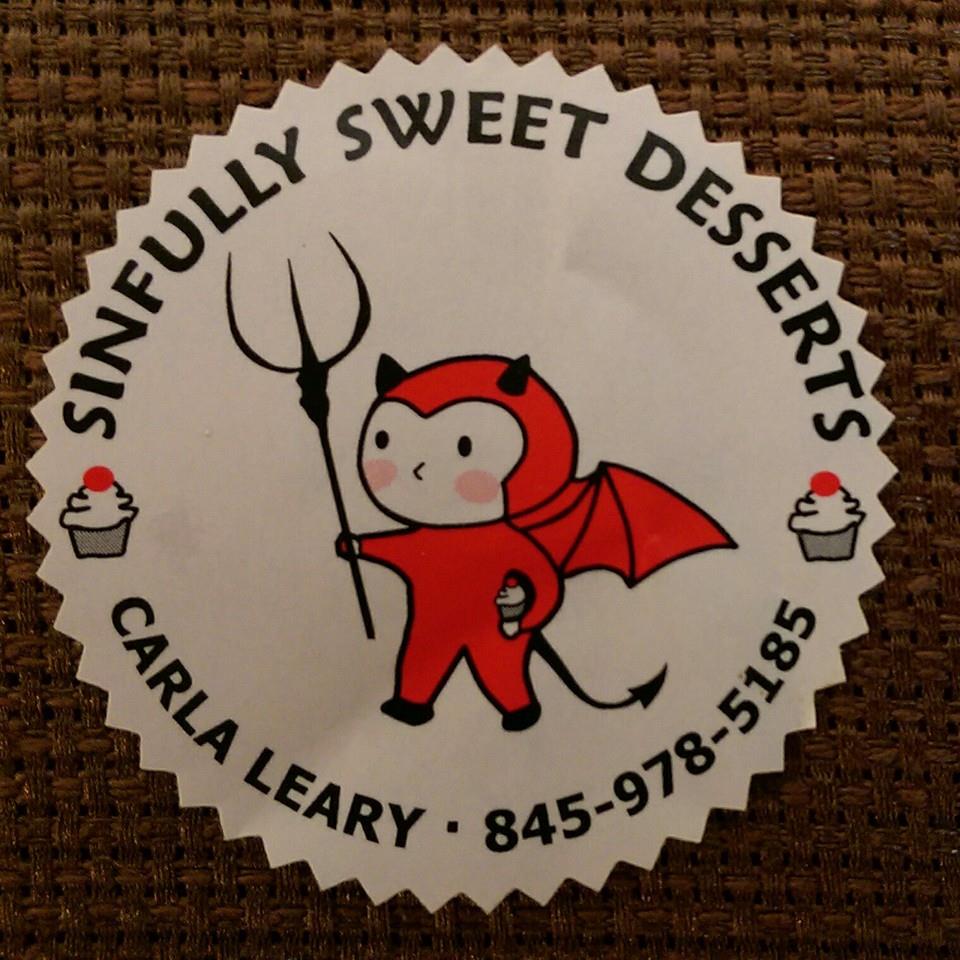 SINFULLY SWEET DESSERTS
CARLA LEARY · 845-978-5185